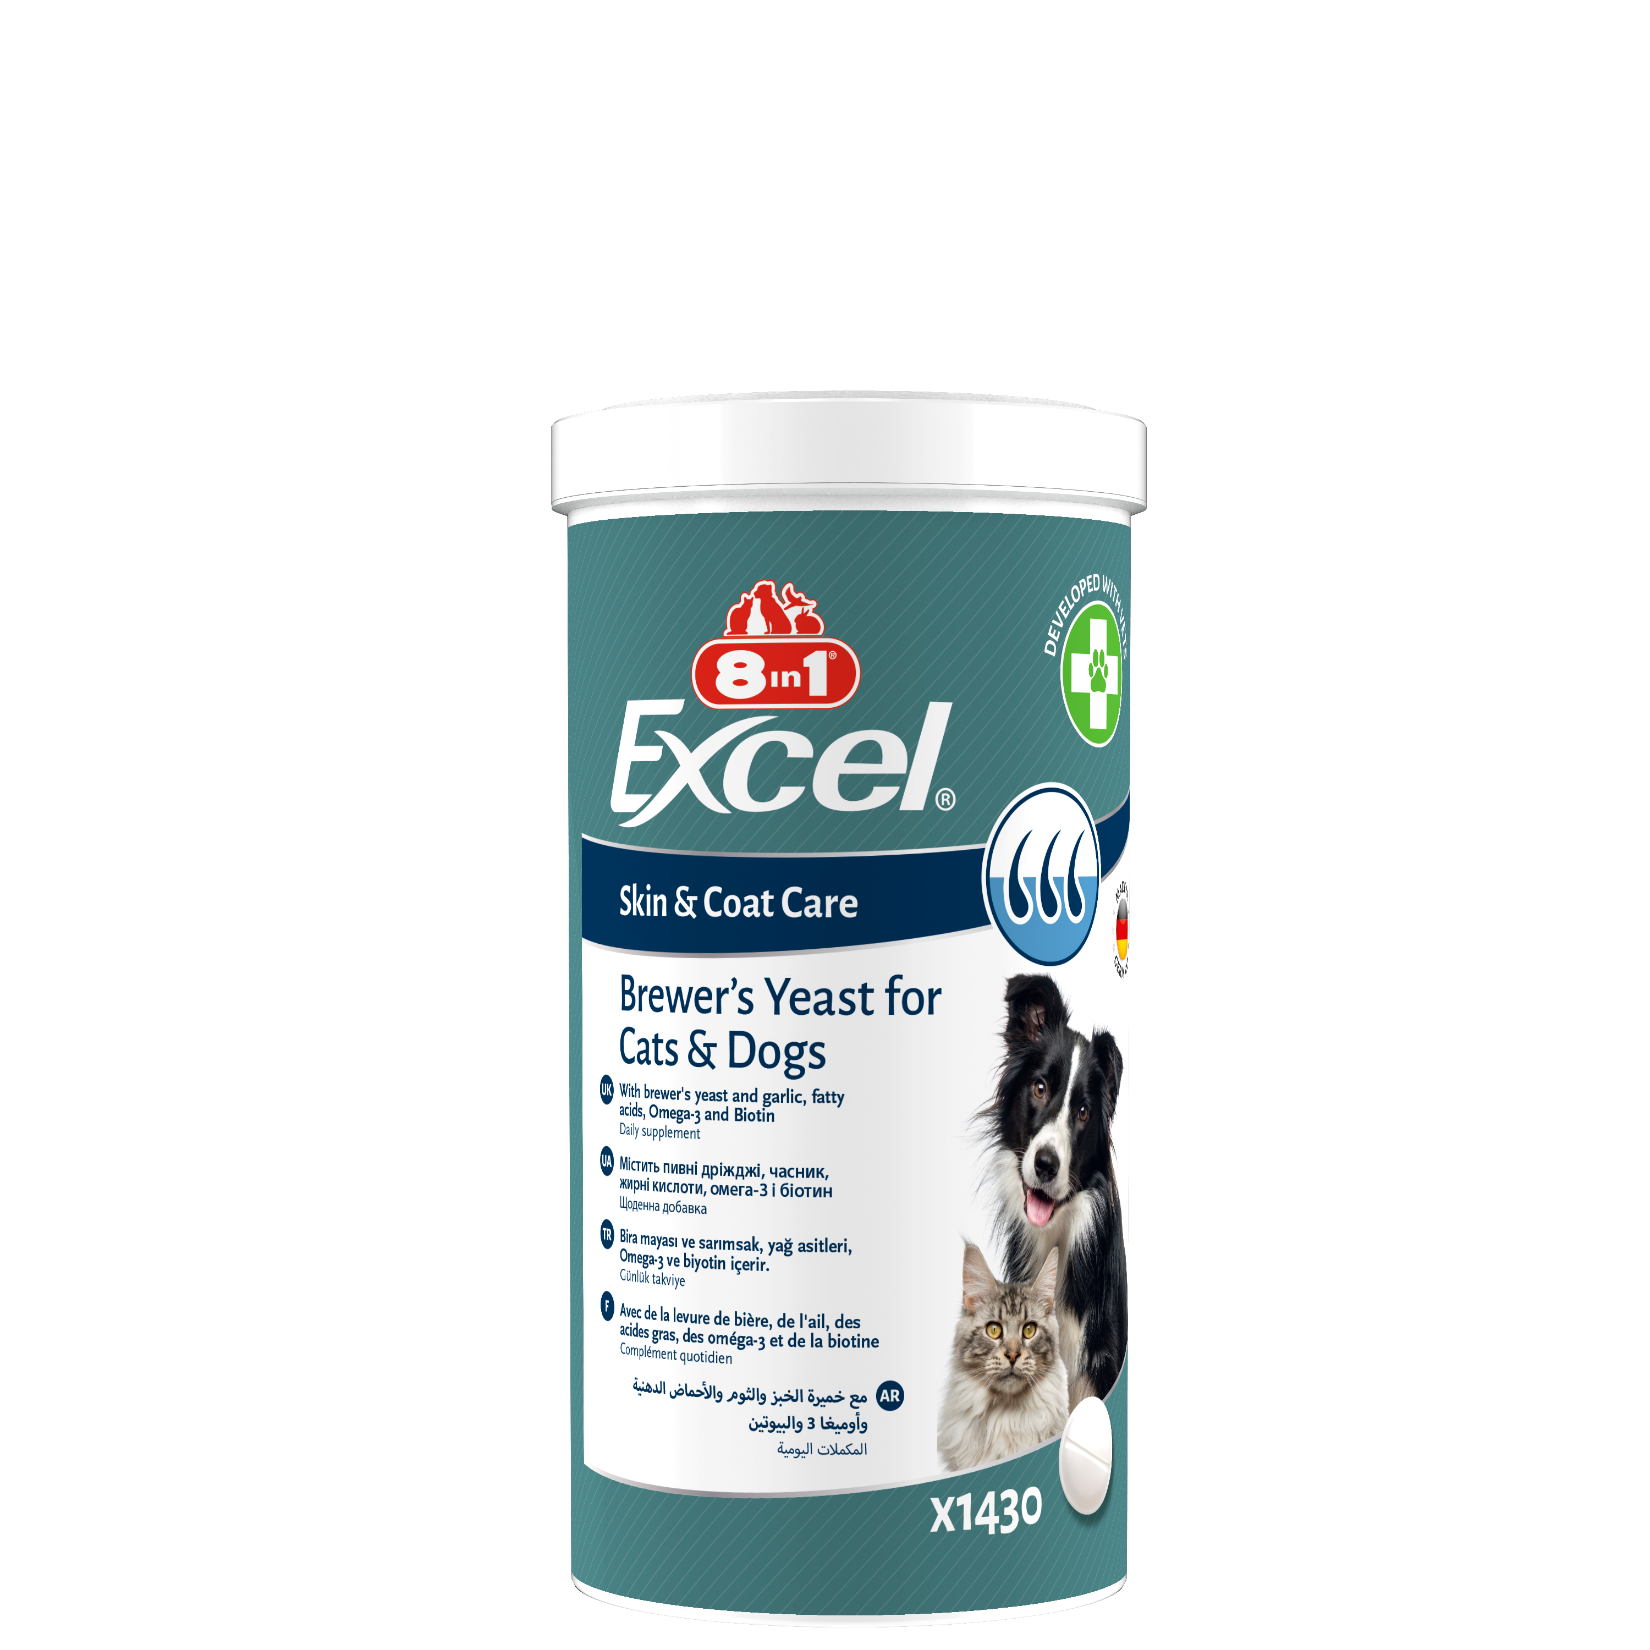 8in1®
Excel®
DEVELOPED WITH VETS
Skin & Coat Care
Brewer's Yeast for
Cats & Dogs
UK With brewer's yeast and garlic, fatty
acids, Omega-3 and Biotin
Daily supplement
UA Містить пивні дріжджі, часник,
жирні кислоти, омега-3 і біотин
Щоденна добавка
TR Bira mayası ve sarımsak, yağ asitleri,
Omega-3 ve biyotin içerir.
Günlük takviye
F Avec de la levure de bière, de l'ail, des
acides gras, des oméga-3 et de la biotine
Complément quotidien
AR مع خميرة الخبز والثوم والأحماض الدهنية
وأوميغا 3 والبيوتين
المكملات اليومية
X1430